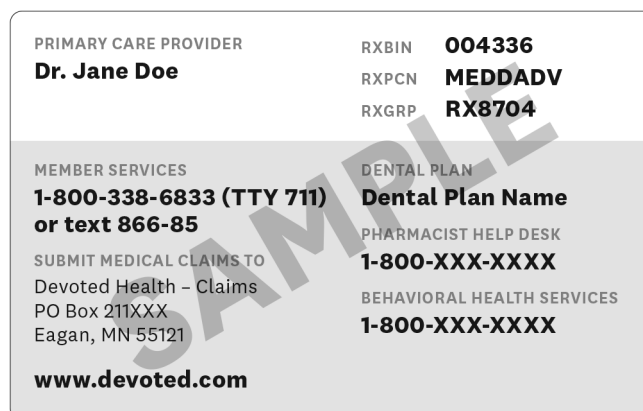 PRIMARY CARE PROVIDER
Dr. Jane Doe
RXBIN 004336
RXPCN MEDDADV
RXGRP RX8704
MEMBER SERVICES
1-800-338-6833 (TTY 711)
or text 866-85
SUBMIT MEDICAL CLAIMS TO
Devoted Health – Claims
PO Box 211XXX
Eagan, MN 55121
www.devoted.com
DENTAL PLAN
Dental Plan Name
PHARMACIST HELP DESK
1-800-XXX-XXXX
BEHAVIORAL HEALTH SERVICES
1-800-XXX-XXXX
SAMPLE